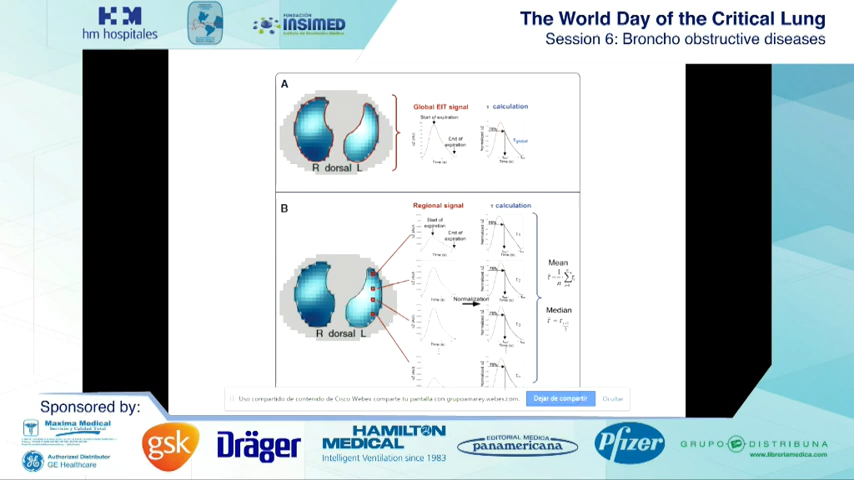 hm hospitales
FUNDACIÓN
INSIMED
The World Day of the Critical Lung
Session 6: Broncho obstructive diseases
A
Global EIT signal
τ calculation
Start of expiration
End of
expiration
Time (s)
R dorsal L
B
Regional signal
τ calculation
Start of
expiration
End of
expiration
Time (s)
Normalization
Mean
Median
R dorsal L
Uso compartido de contenido de Cisco Webex comparte tu pantalla con grupoamarey.webex.com.
Dejar de compartir
Ocultar
Sponsored by:
Maxima Medical
Authorized Distributor
GE Healthcare
gsk
Dräger
HAMILTON
MEDICAL
Intelligent Ventilation since 1983
EDITORIAL MEDICA
panamericana
Pfizer
GRUPO DISTRIBUNA
www.libreriamedica.com